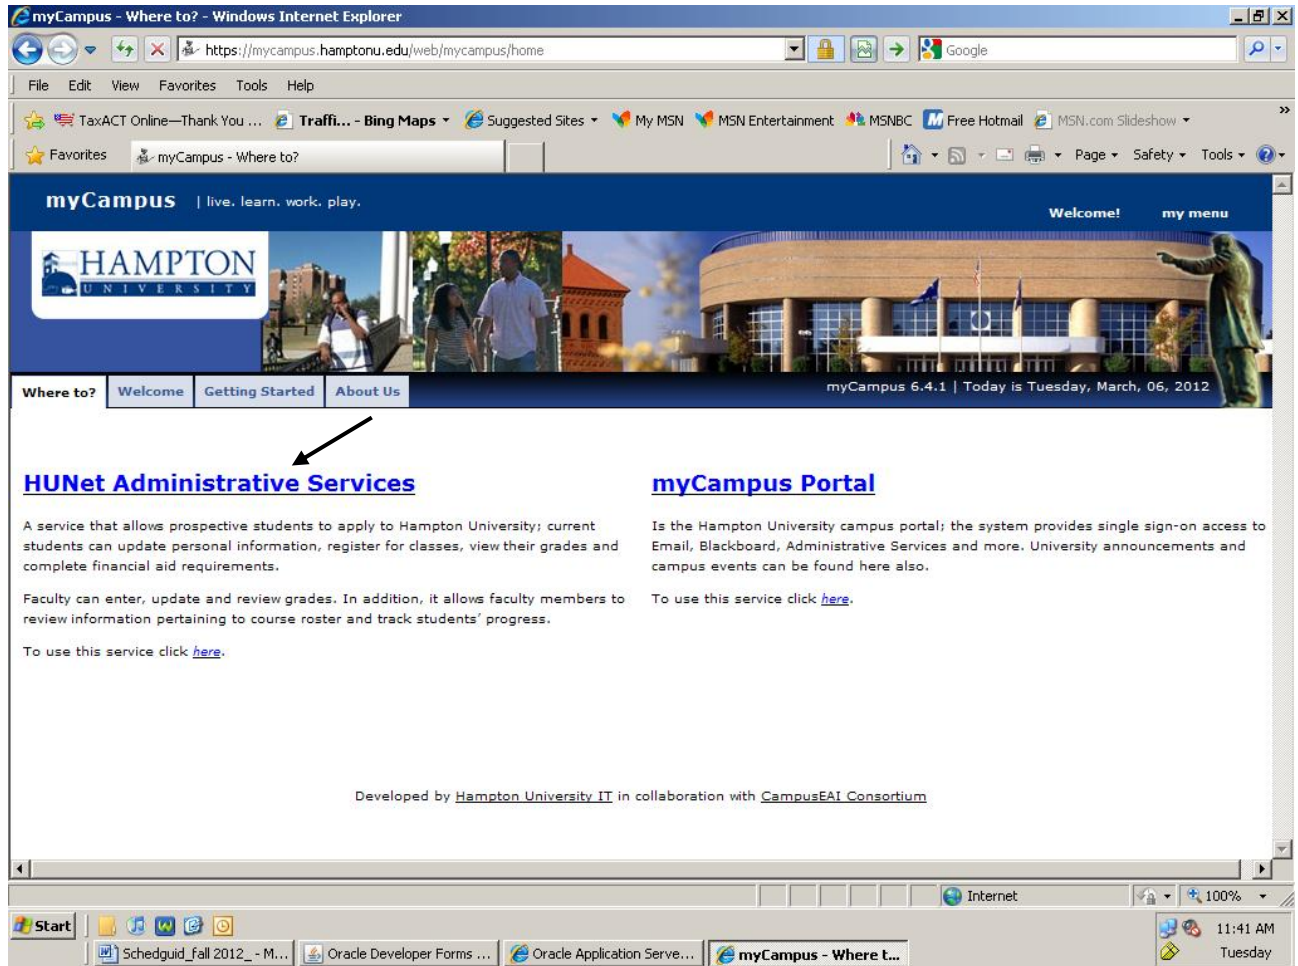 myCampus - Where to? - Windows Internet Explorer
https://mycampus.hamptonu.edu/web/mycampus/home
Google
File Edit View Favorites Tools Help
TaxACT Online—Thank You ... Traffi... - Bing Maps Suggested Sites My MSN MSN Entertainment MSNBC Free Hotmail MSN.com Slideshow »
Favorites myCampus - Where to? Page Safety Tools
myCampus | live. learn. work. play.
Welcome! my menu
HAMPTON
UNIVERSITY
Where to? Welcome Getting Started About Us myCampus 6.4.1 | Today is Tuesday, March, 06, 2012
HUNet Administrative Services
A service that allows prospective students to apply to Hampton University; current
students can update personal information, register for classes, view their grades and
complete financial aid requirements.
Faculty can enter, update and review grades. In addition, it allows faculty members to
review information pertaining to course roster and track students' progress.
To use this service click here.
myCampus Portal
Is the Hampton University campus portal; the system provides single sign-on access to
Email, Blackboard, Administrative Services and more. University announcements and
campus events can be found here also.
To use this service click here.
Developed by Hampton University IT in collaboration with CampusEAI Consortium
Internet 100%
Start 11:41 AM
Schedguid_fall 2012_ - M... Oracle Developer Forms ... Oracle Application Serve... myCampus - Where t... Tuesday